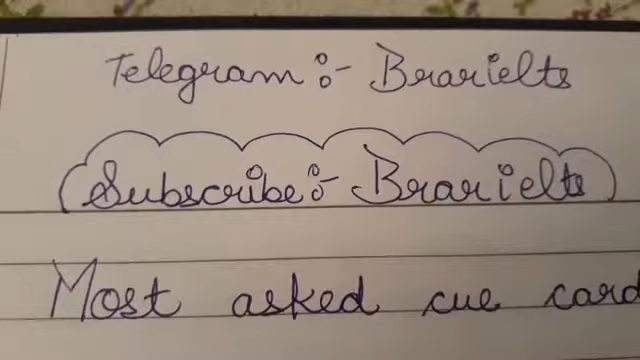 Telegram:- Brarielts
Subscribe:- Brarielts
Most asked cue card